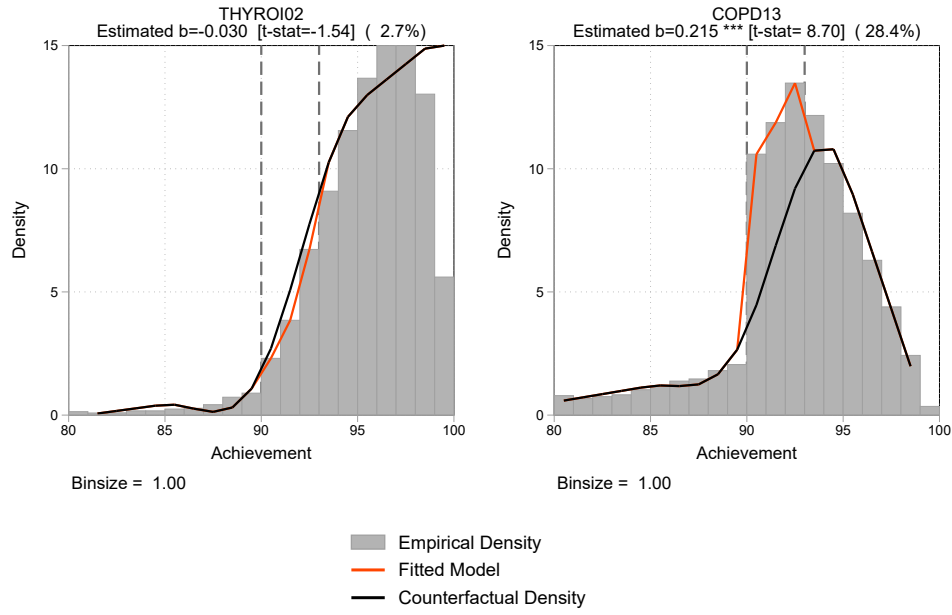 THYROI02
Estimated b=-0.030 [t-stat=-1.54] ( 2.7%)
15
10
5
0
Density
80
90
100
Achievement
Binsize = 1.00
COPD13
Estimated b=0.215 *** [t-stat= 8.70] ( 28.4%)
15
10
5
0
Density
80
85
90
95
100
Achievement
Binsize = 1.00
Empirical Density
Fitted Model
Counterfactual Density